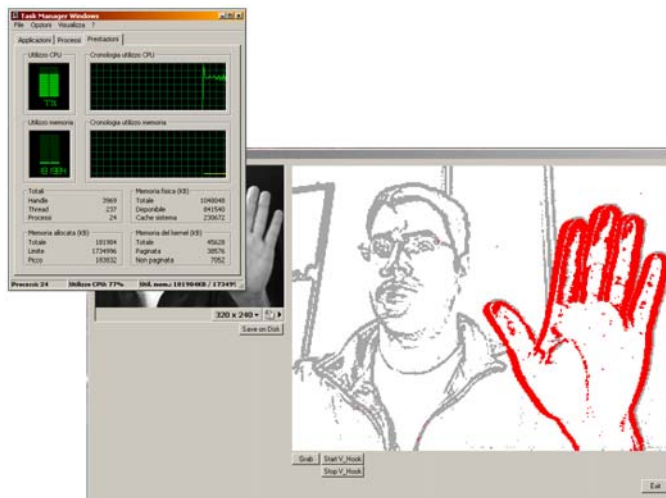 Task Manager Windows
File Opzioni Visualizza ?
Applicazioni Processi Prestazioni
Utilizzo CPU Cronologia utilizzo CPU
77%
Utilizzo memoria Cronologia utilizzo memoria
Totali Memoria fisica (KB)
Handle 3969 Totale 1048048
Thread 237 Disponibile 841540
Processi 24 Cache sistema 230672
Memoria allocata (KB) Memoria del kernel (KB)
Totale 181984 Totale 45628
Limite 1734996 Paginata 38576
Picco 183832 Non paginata 7052
Processi: 24 Utilizzo CPU: 77%
320 x 240
Save on Disk
Grab Start V_Hook
Stop V_Hook
Exit